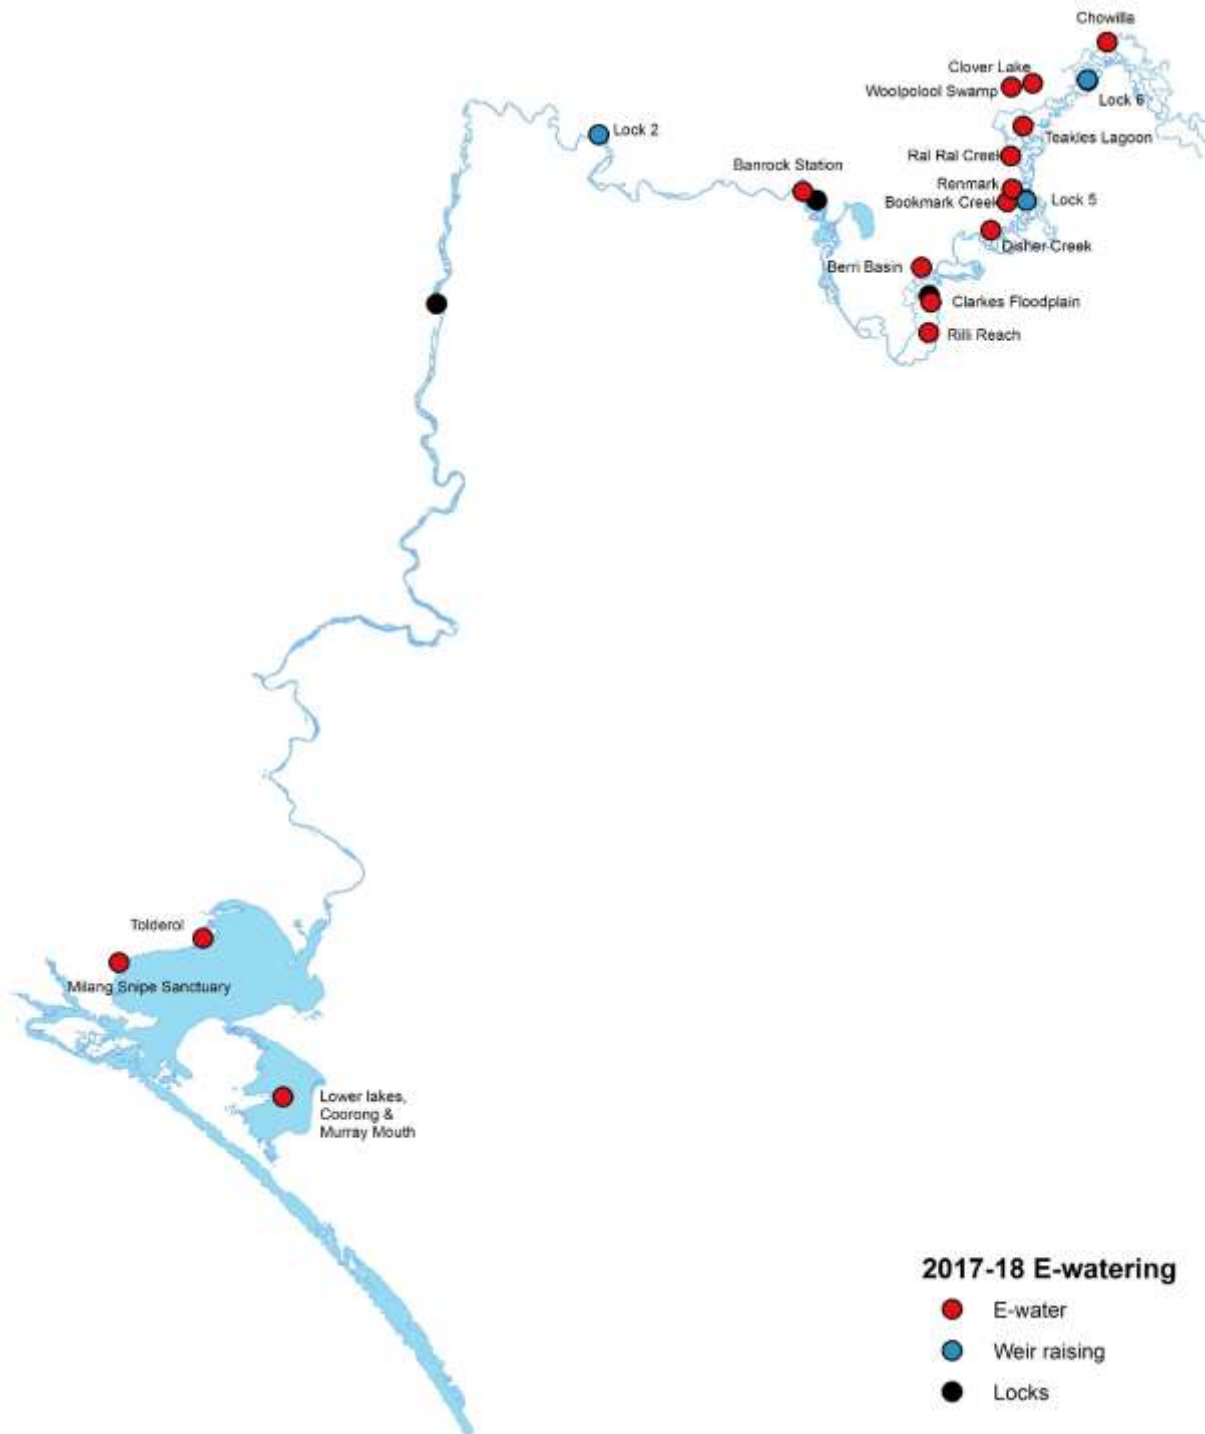 Chowilla
Clover Lake
Woolpolool Swamp
Lock 6
Lock 2
Teakles Lagoon
Ral Ral Creek
Banrock Station
Renmark
Bookmark Creek
Lock 5
Disher Creek
Berri Basin
Clarkes Floodplain
Rilli Reach
Tolderol
Milang Snipe Sanctuary
Lower lakes,
Coorong &
Murray Mouth
2017-18 E-watering
E-water
Weir raising
Locks